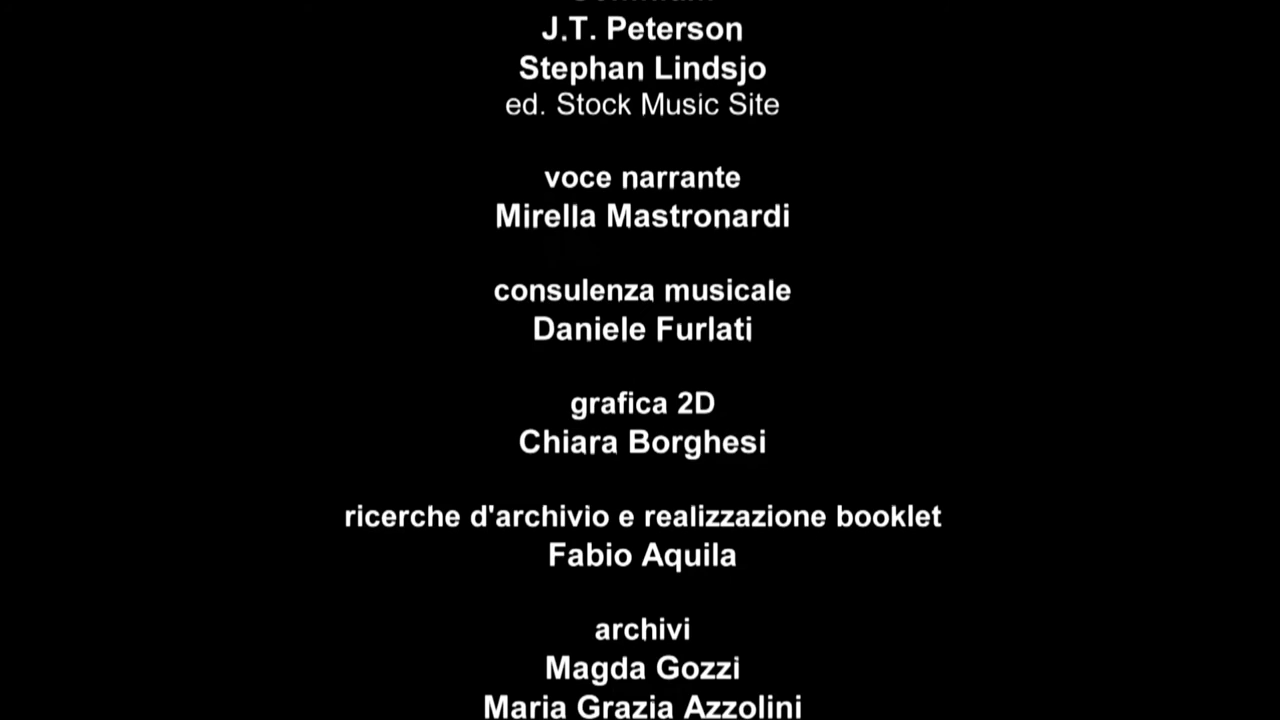 J.T. Peterson
Stephan Lindsjo
ed. Stock Music Site
voce narrante
Mirella Mastronardi
consulenza musicale
Daniele Furlati
grafica 2D
Chiara Borghesi
ricerche d'archivio e realizzazione booklet
Fabio Aquila
archivi
Magda Gozzi
Maria Grazia Azzolini